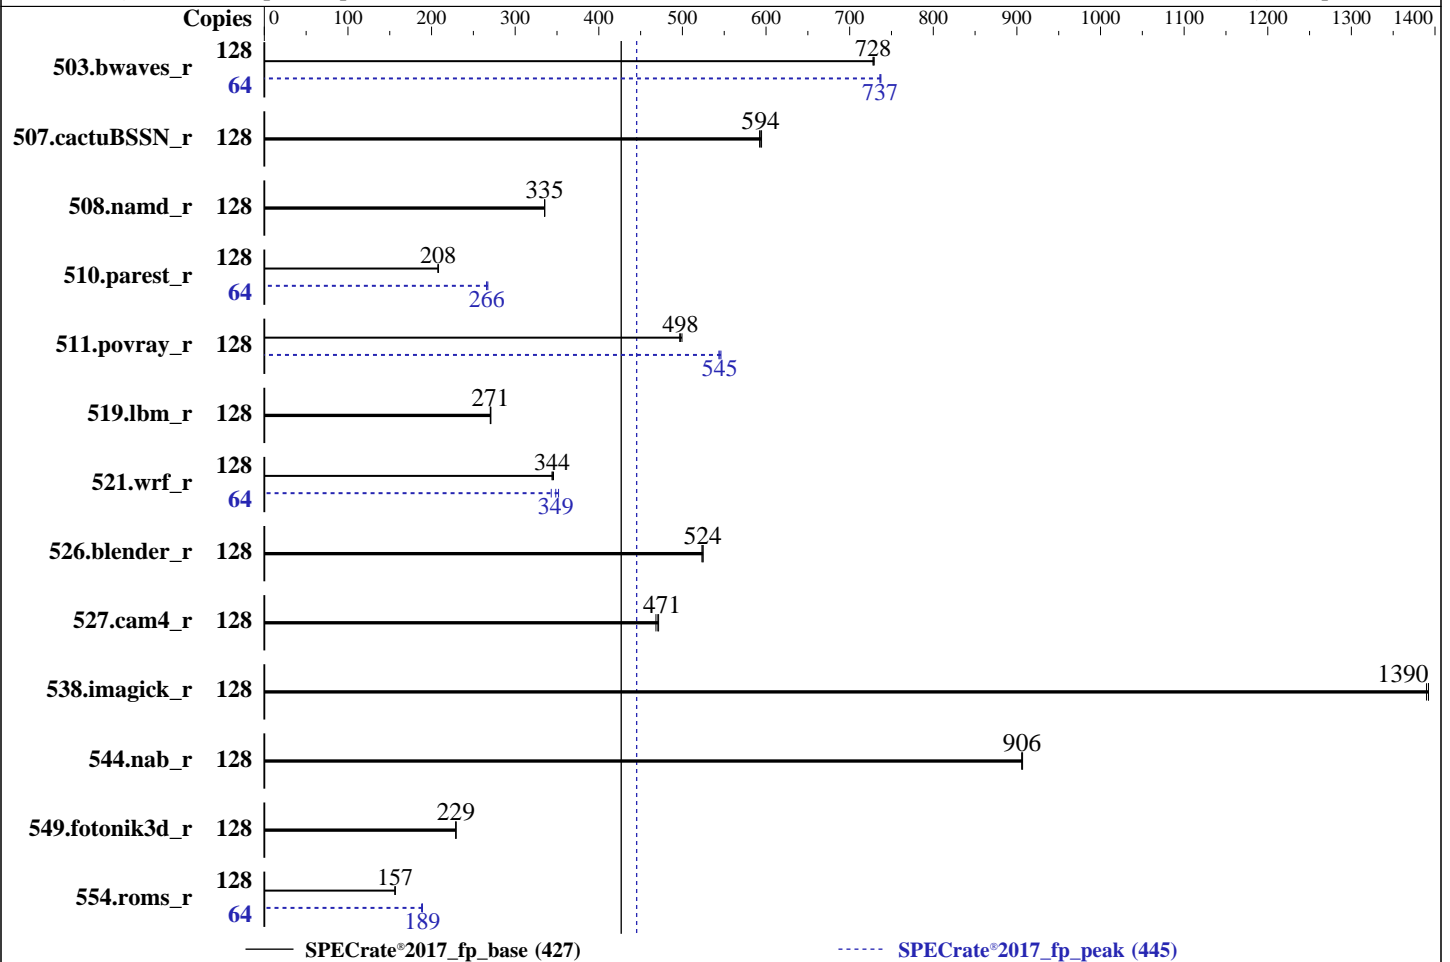 Copies 0 100 200 300 400 500 600 700 800 900 1000 1100 1200 1300 1400
503.bwaves_r 128 728
64 737
507.cactuBSSN_r 128 594
508.namd_r 128 335
510.parest_r 128 208
64 266
511.povray_r 128 498
545
519.lbm_r 128 271
521.wrf_r 128 344
64 349
526.blender_r 128 524
527.cam4_r 128 471
538.imagick_r 128 1390
544.nab_r 128 906
549.fotonik3d_r 128 229
554.roms_r 128 157
64 189
SPECrate®2017_fp_base (427) SPECrate®2017_fp_peak (445)